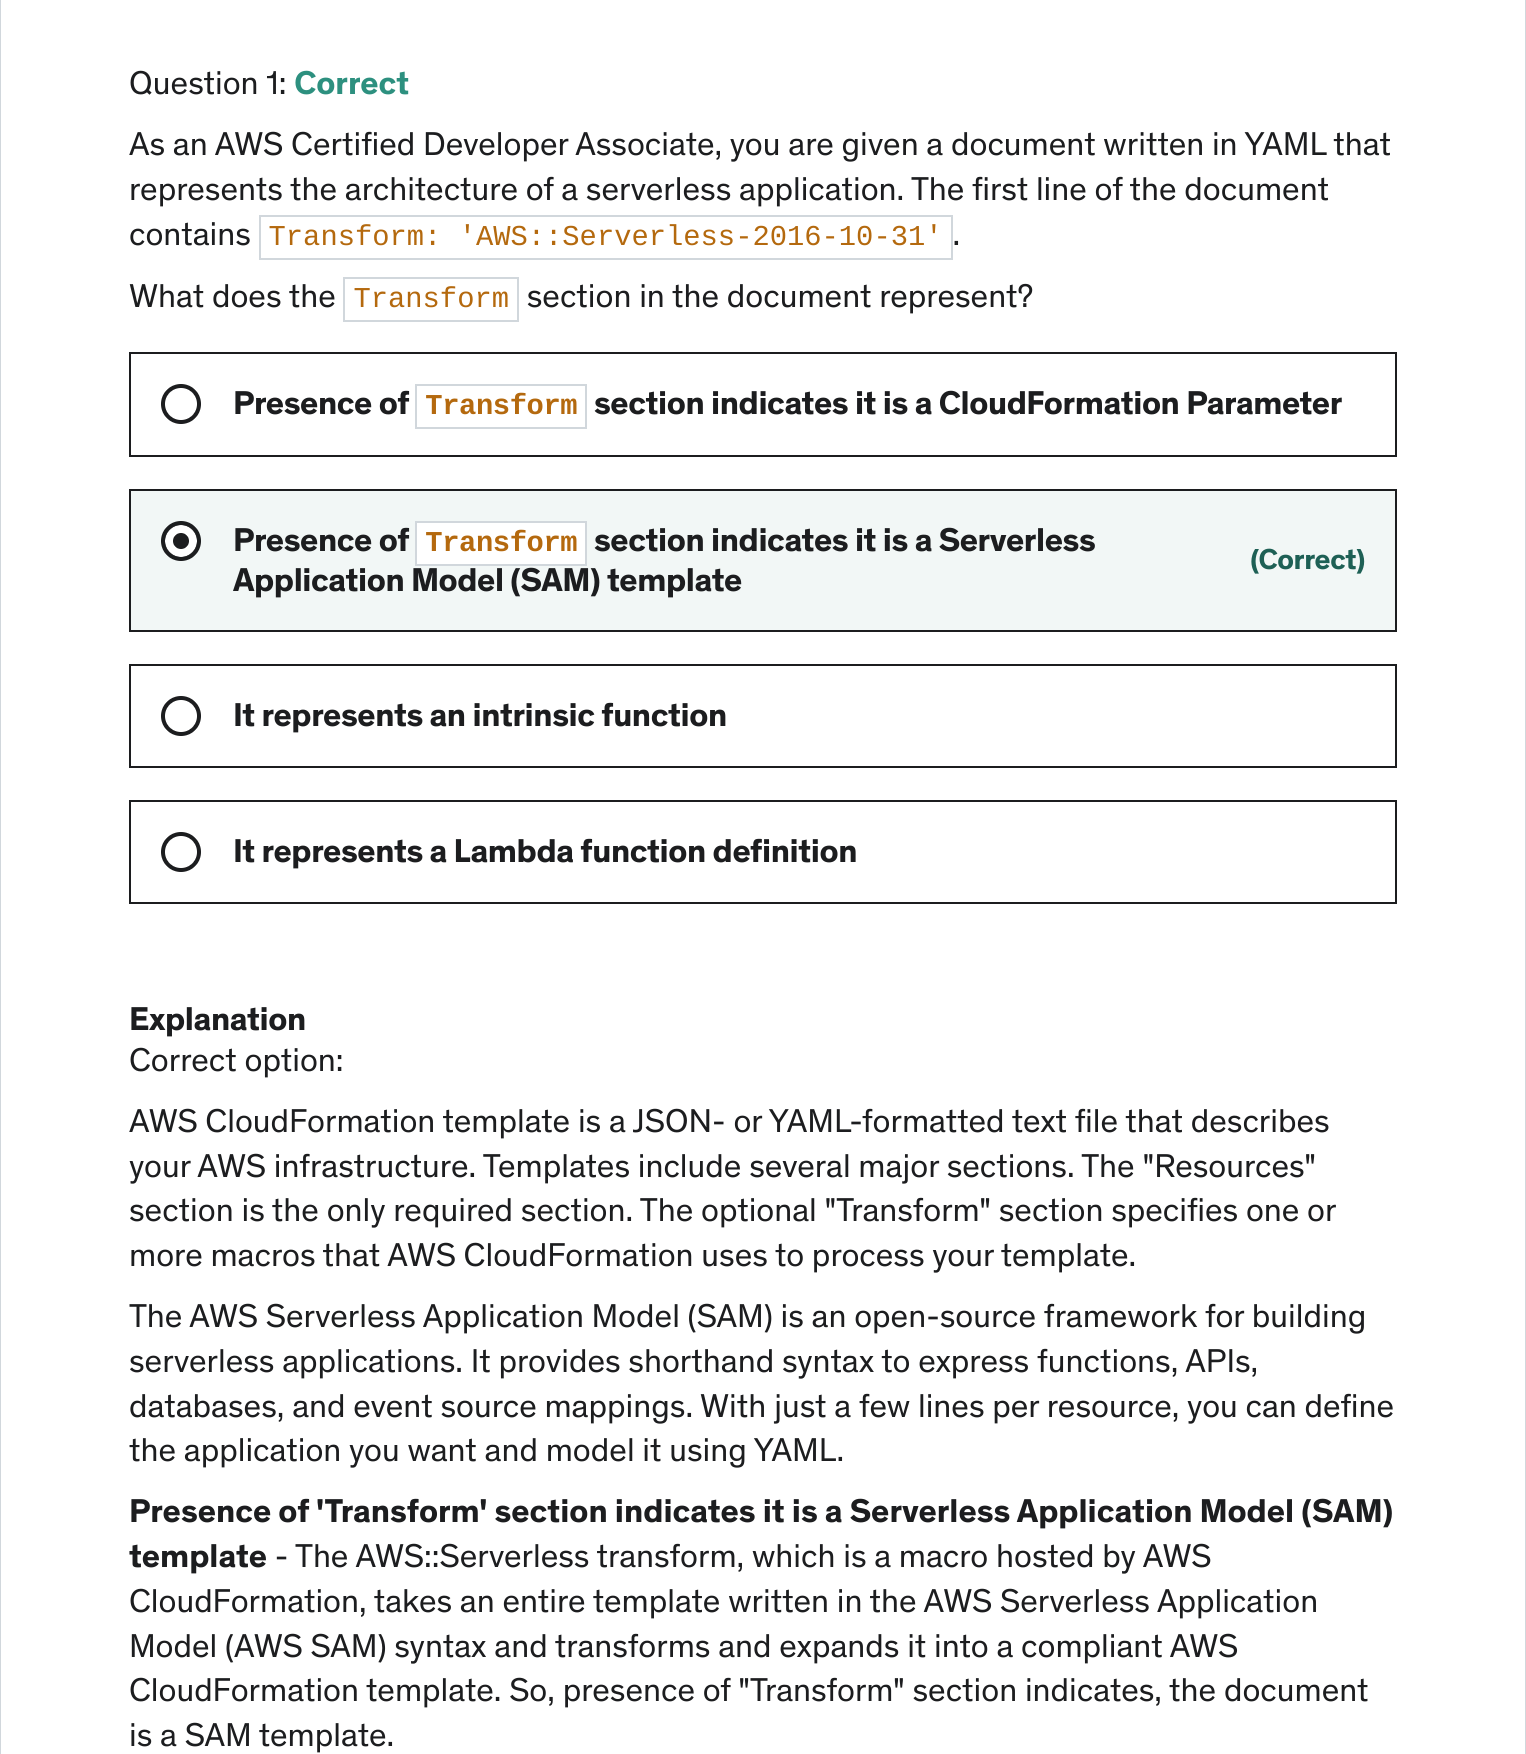 Question 1: Correct
As an AWS Certified Developer Associate, you are given a document written in YAML that
represents the architecture of a serverless application. The first line of the document
contains Transform: 'AWS::Serverless-2016-10-31' .
What does the Transform section in the document represent?
Presence of Transform section indicates it is a CloudFormation Parameter
Presence of Transform section indicates it is a Serverless
Application Model (SAM) template
(Correct)
It represents an intrinsic function
It represents a Lambda function definition
Explanation
Correct option:
AWS CloudFormation template is a JSON- or YAML-formatted text file that describes
your AWS infrastructure. Templates include several major sections. The "Resources"
section is the only required section. The optional "Transform" section specifies one or
more macros that AWS CloudFormation uses to process your template.
The AWS Serverless Application Model (SAM) is an open-source framework for building
serverless applications. It provides shorthand syntax to express functions, APIs,
databases, and event source mappings. With just a few lines per resource, you can define
the application you want and model it using YAML.
Presence of 'Transform' section indicates it is a Serverless Application Model (SAM)
template - The AWS::Serverless transform, which is a macro hosted by AWS
CloudFormation, takes an entire template written in the AWS Serverless Application
Model (AWS SAM) syntax and transforms and expands it into a compliant AWS
CloudFormation template. So, presence of "Transform" section indicates, the document
is a SAM template.